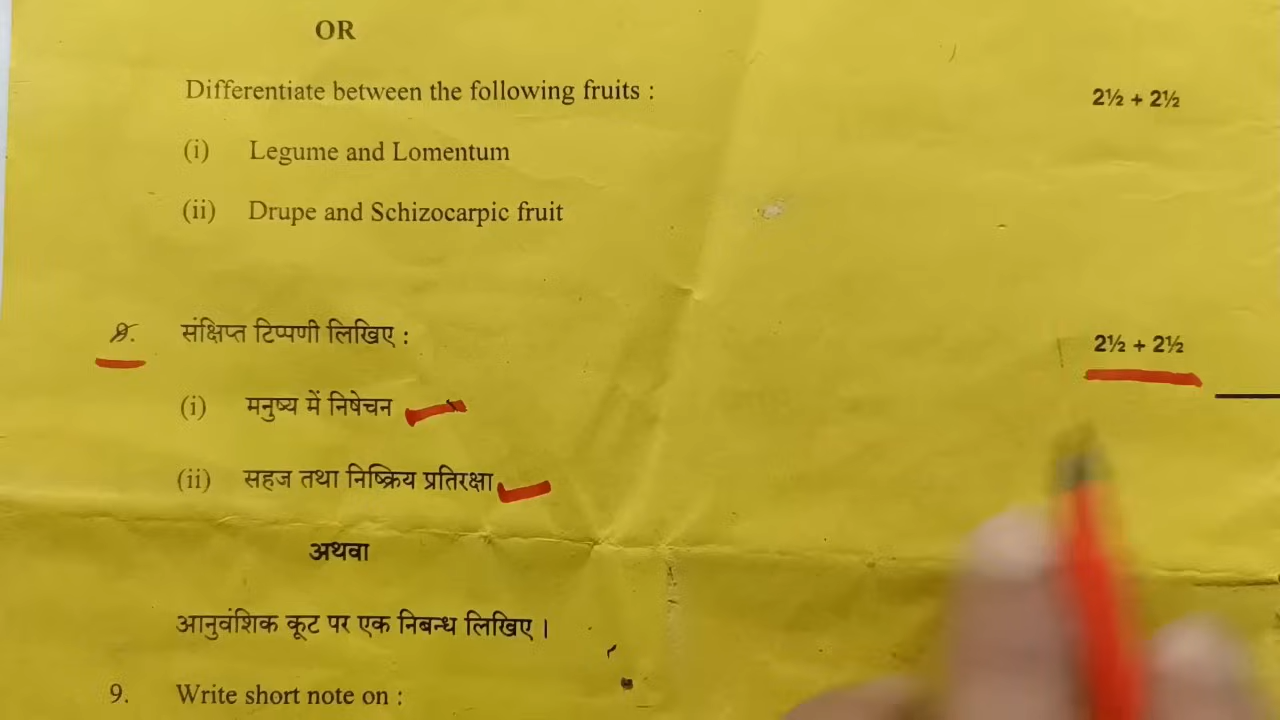 OR
Differentiate between the following fruits : 2½ + 2½
(i) Legume and Lomentum
(ii) Drupe and Schizocarpic fruit
9. संक्षिप्त टिप्पणी लिखिए : 2½ + 2½
(i) मनुष्य में निषेचन
(ii) सहज तथा निष्क्रिय प्रतिरक्षा
अथवा
आनुवंशिक कूट पर एक निबन्ध लिखिए ।
9. Write short note on :